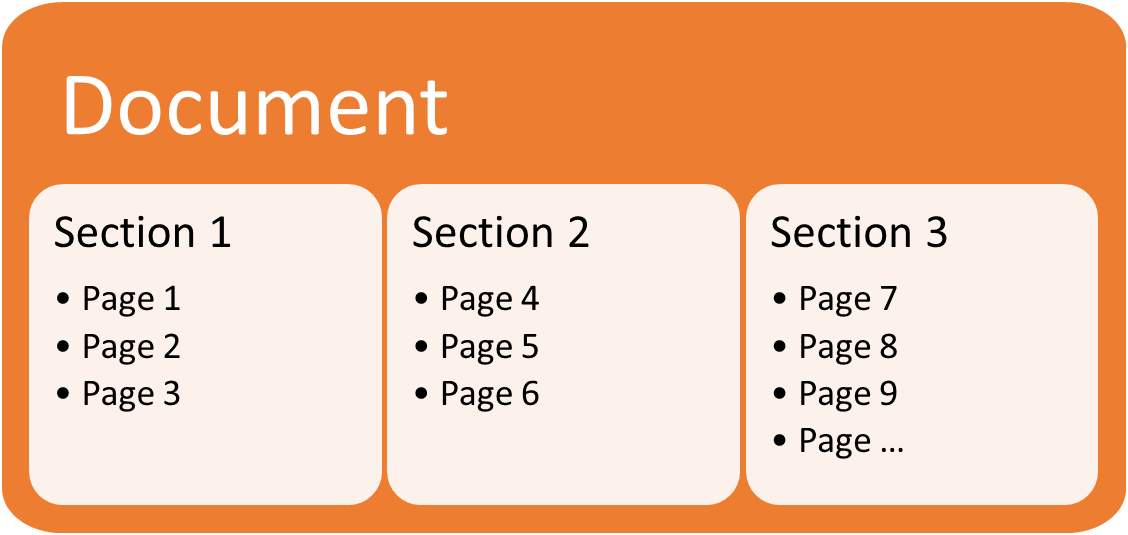 Document
Section 1
• Page 1
• Page 2
• Page 3
Section 2
• Page 4
• Page 5
• Page 6
Section 3
• Page 7
• Page 8
• Page 9
• Page ...